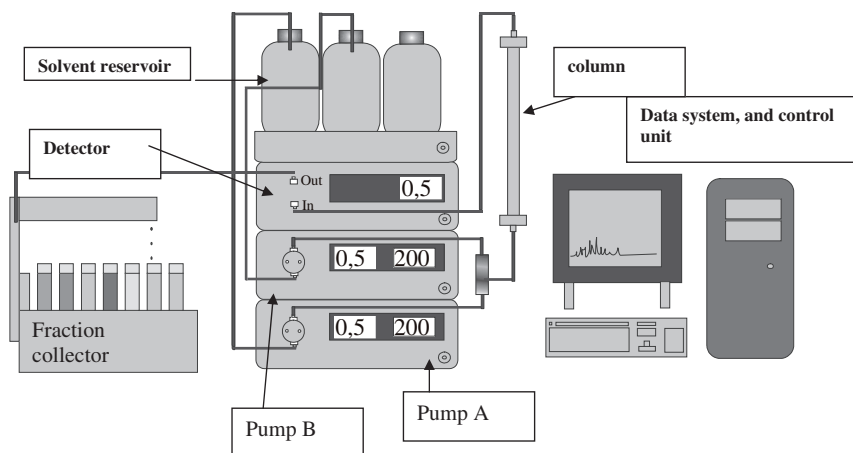 Solvent reservoir
column
Data system, and control
unit
Detector
Out
0,5
In
0,5 200
0,5 200
Fraction
collector
Pump B
Pump A